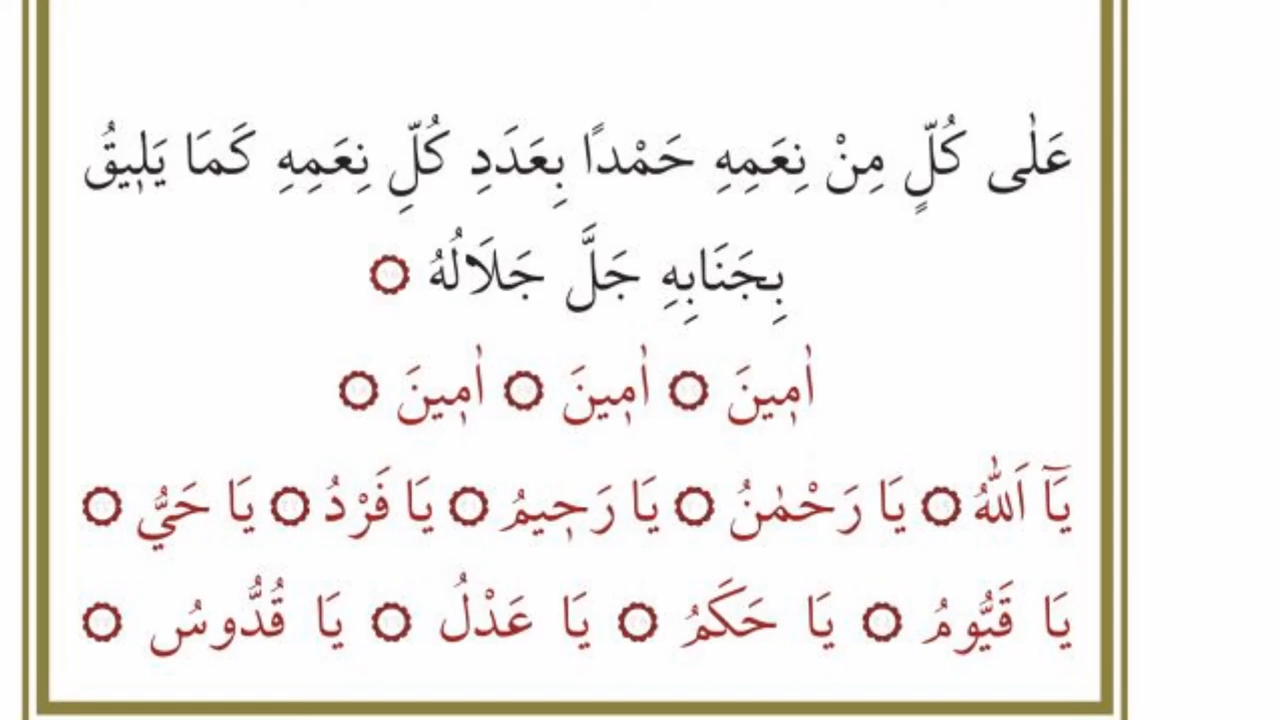 عَلٰى كُلٍّ مِنْ نِعَمِهِ حَمْدًا بِعَدَدِ كُلِّ نِعَمِهِ كَمَا يَلٖيقُ
بِجَنَابِهِ جَلَّ جَلَالُهُ ۝
اٰمٖينَ ۝ اٰمٖينَ ۝ اٰمٖينَ ۝
يَٓا اَللّٰهُ ۝ يَا رَحْمٰنُ ۝ يَا رَحٖيمُ ۝ يَا فَرْدُ ۝ يَا حَيُّ ۝
يَا قَيُّومُ ۝ يَا حَكَمُ ۝ يَا عَدْلُ ۝ يَا قُدُّوسُ ۝